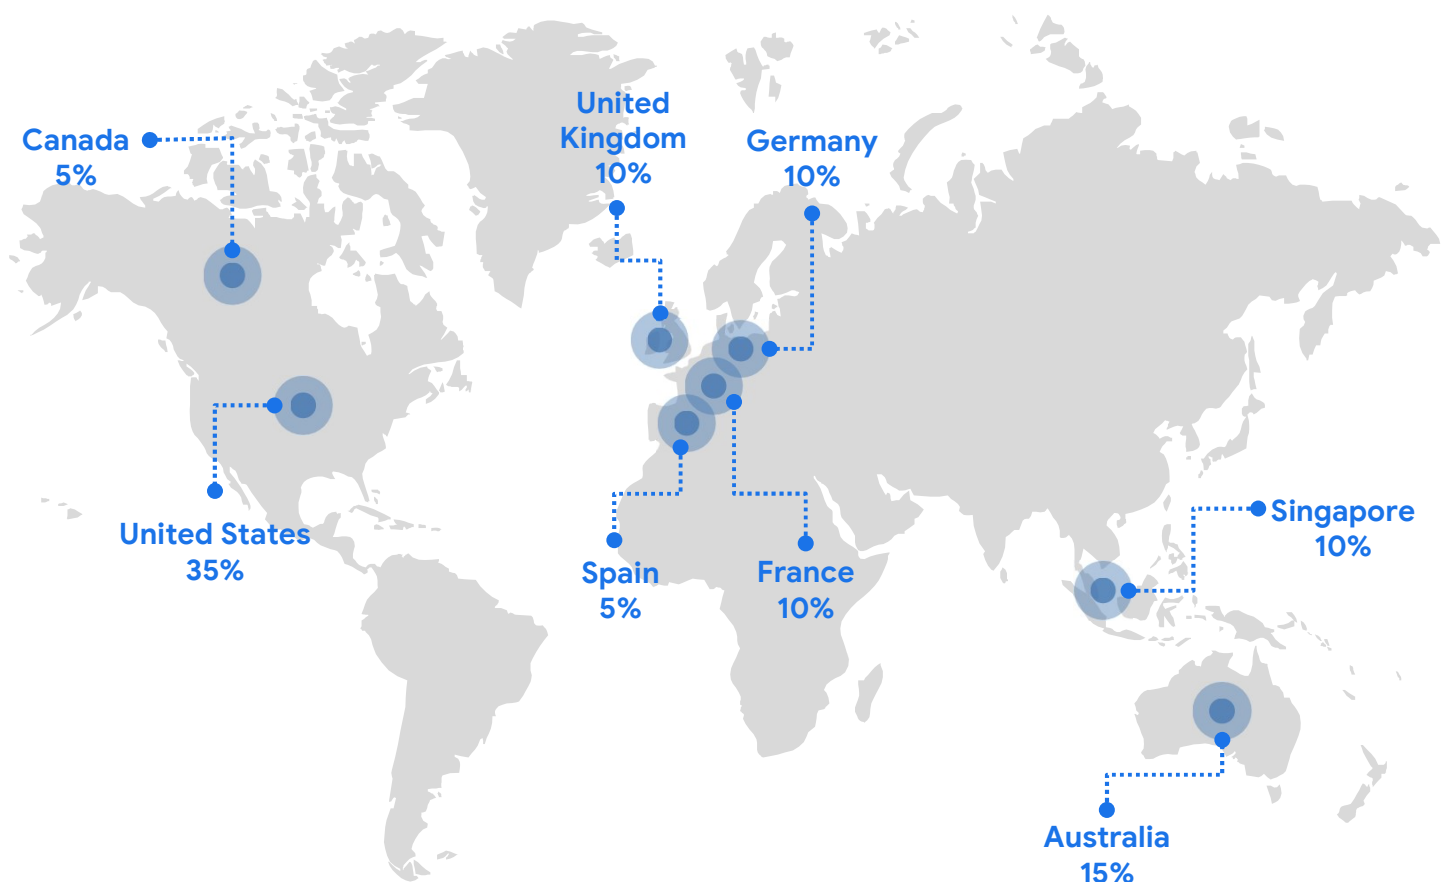 United
Kingdom
10%
Germany
10%
Canada
5%
United States
35%
Singapore
10%
Spain
5%
France
10%
Australia
15%